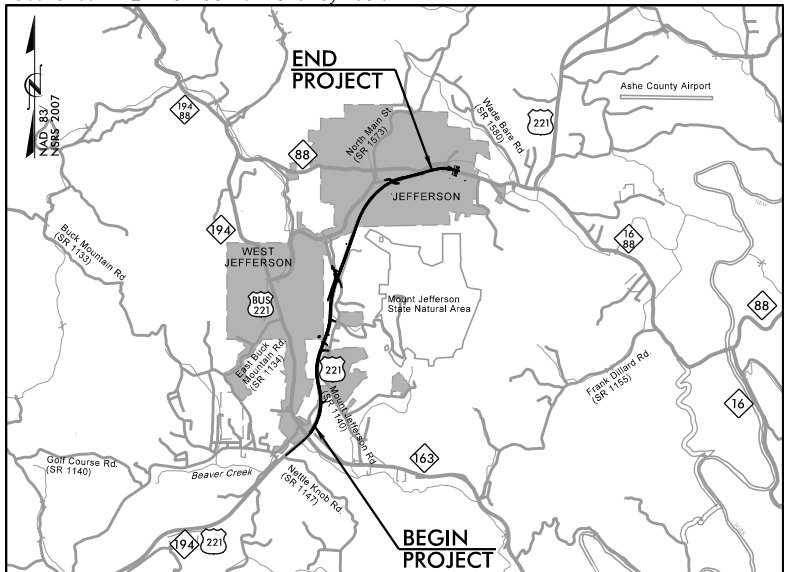 END
PROJECT
Ashe County Airport
194
88
Wade Bare Rd.
(SR 1580)
221
NAD 83/
NSRS 2007
North Main St.
(SR 1573)
88
JEFFERSON
194
16
88
Buck Mountain Rd
(SR 1133)
WEST
JEFFERSON
BUS
221
Mount Jefferson
State Natural Area
88
East Buck
Mountain Rd.
(SR 1134)
221
Mount Jefferson Rd.
(SR 1140)
Frank Dillard Rd.
(SR 1155)
16
163
Golf Course Rd.
(SR 1140)
Beaver Creek
Nettle Knob Rd.
(SR 1147)
194
221
BEGIN
PROJECT